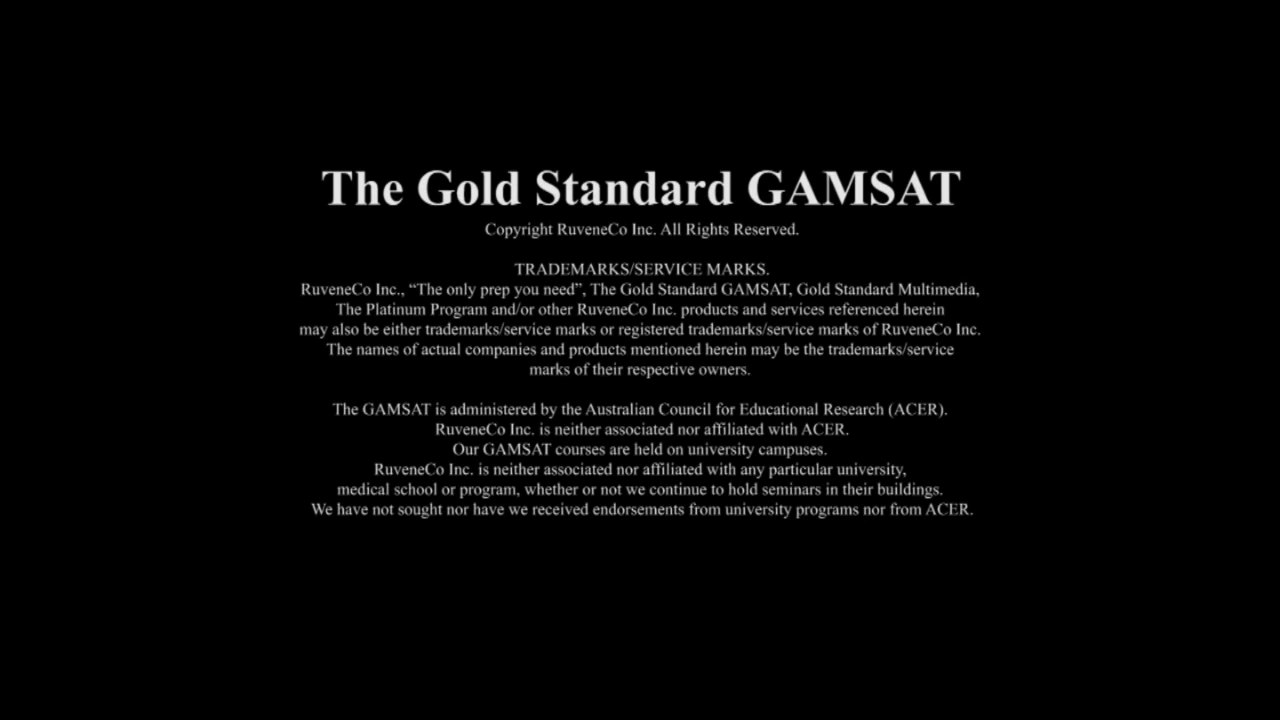 The Gold Standard GAMSAT
Copyright RuveneCo Inc. All Rights Reserved.
TRADEMARKS/SERVICE MARKS.
RuveneCo Inc., “The only prep you need”, The Gold Standard GAMSAT, Gold Standard Multimedia,
The Platinum Program and/or other RuveneCo Inc. products and services referenced herein
may also be either trademarks/service marks or registered trademarks/service marks of RuveneCo Inc.
The names of actual companies and products mentioned herein may be the trademarks/service
marks of their respective owners.
The GAMSAT is administered by the Australian Council for Educational Research (ACER).
RuveneCo Inc. is neither associated nor affiliated with ACER.
Our GAMSAT courses are held on university campuses.
RuveneCo Inc. is neither associated nor affiliated with any particular university,
medical school or program, whether or not we continue to hold seminars in their buildings.
We have not sought nor have we received endorsements from university programs nor from ACER.